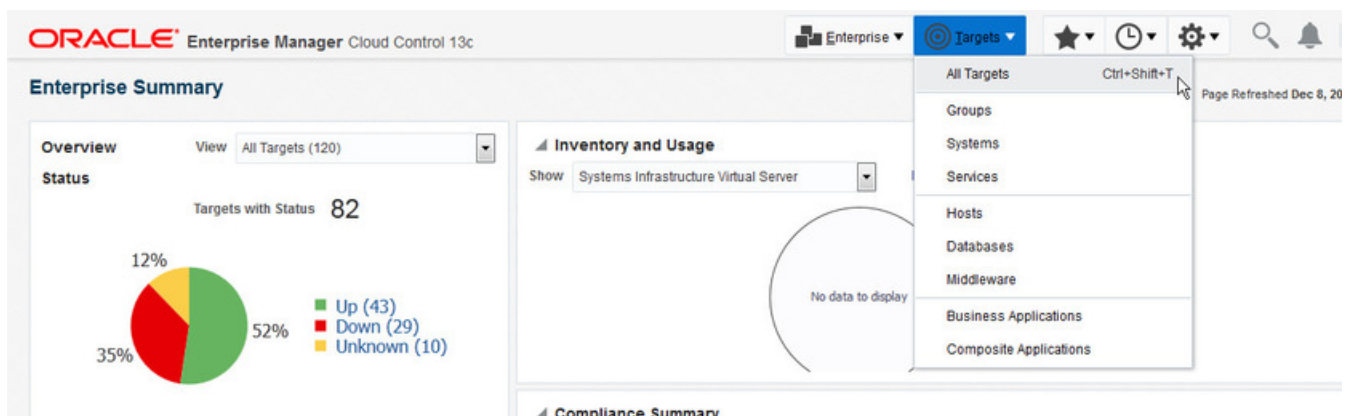 ORACLE® Enterprise Manager Cloud Control 13c
Enterprise ▼
Targets ▼
Enterprise Summary
All Targets Ctrl+Shift+T
Page Refreshed Dec 8, 20
Groups
Systems
Services
Hosts
Databases
Middleware
Business Applications
Composite Applications
Overview
View All Targets (120)
Status
Targets with Status 82
12%
52%
35%
Up (43)
Down (29)
Unknown (10)
Inventory and Usage
Show Systems Infrastructure Virtual Server
No data to display
Compliance Summary